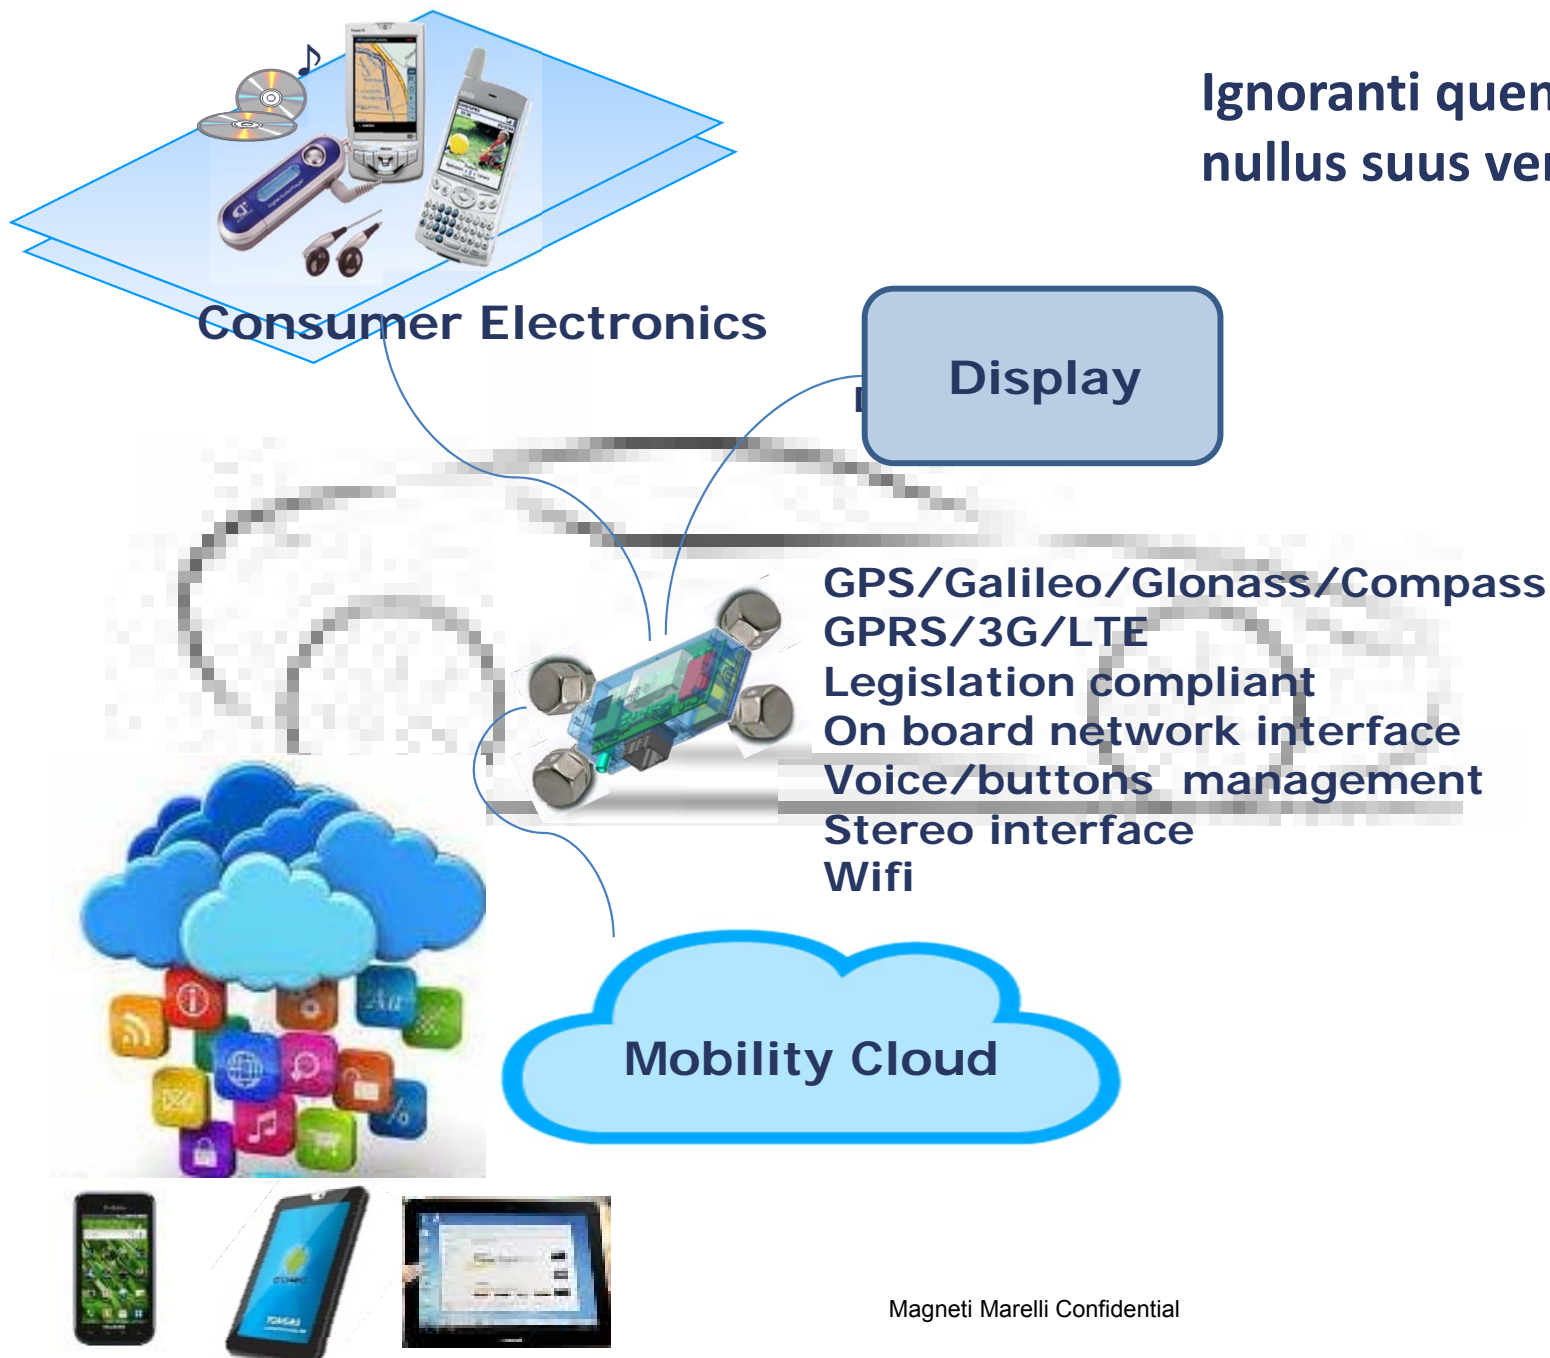 Ignoranti quem
nullus suus ven
Consumer Electronics
Display
GPS/Galileo/Glonass/Compass
GPRS/3G/LTE
Legislation compliant
On board network interface
Voice/buttons management
Stereo interface
Wifi
Mobility Cloud
Magneti Marelli Confidential